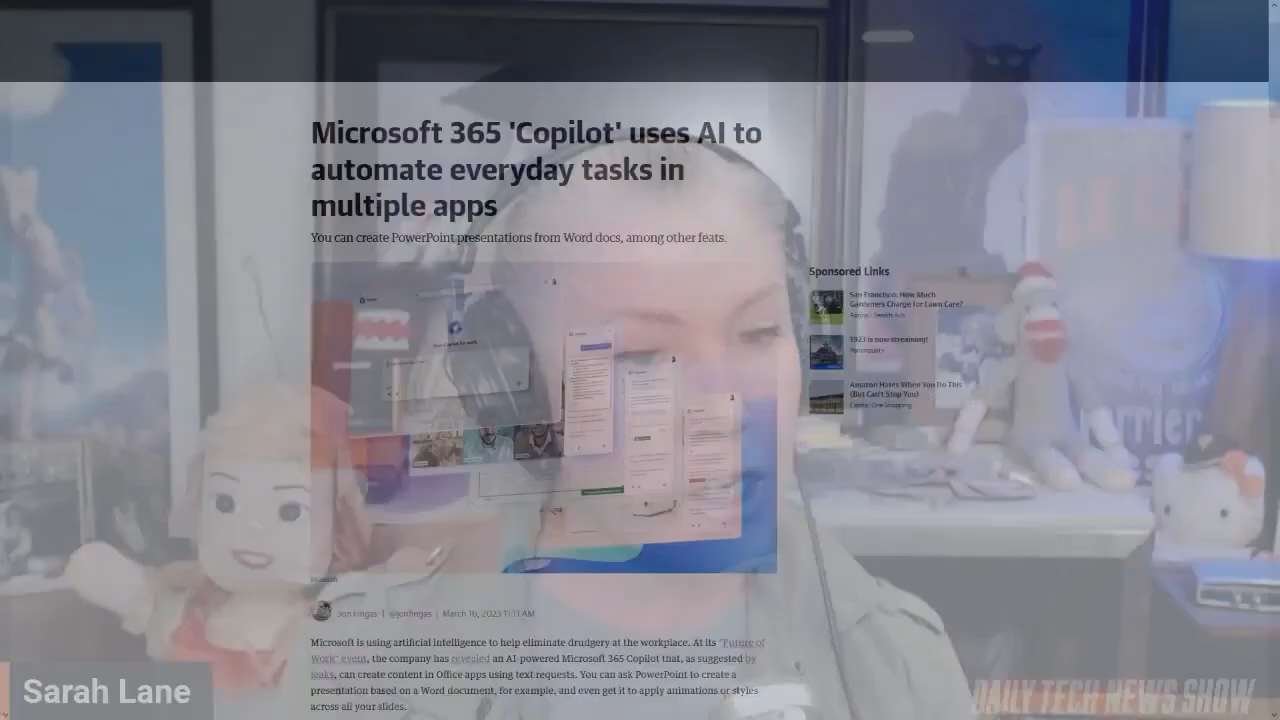 Microsoft 365 'Copilot' uses AI to
automate everyday tasks in
multiple apps
You can create PowerPoint presentations from Word docs, among other feats.
Sponsored Links
San Francisco: How Much
Gardeners Charge For Lawn Care?
1923 is now streaming!
Paramount+
Amazon Hates When You Do This
(But Can't Stop You)
Capital One Shopping
Microsoft
Jon Fingas | @jonfingas | March 16, 2023 11:11 AM
Microsoft is using artificial intelligence to help eliminate drudgery at the workplace. At its "Future of
Work" event, the company has revealed an AI-powered Microsoft 365 Copilot that, as suggested by
leaks, can create content in Office apps using text requests. You can ask PowerPoint to create a
presentation based on a Word document, for example, and even get it to apply animations or styles
across all your slides.
Sarah Lane
DAILY TECH NEWS SHOW